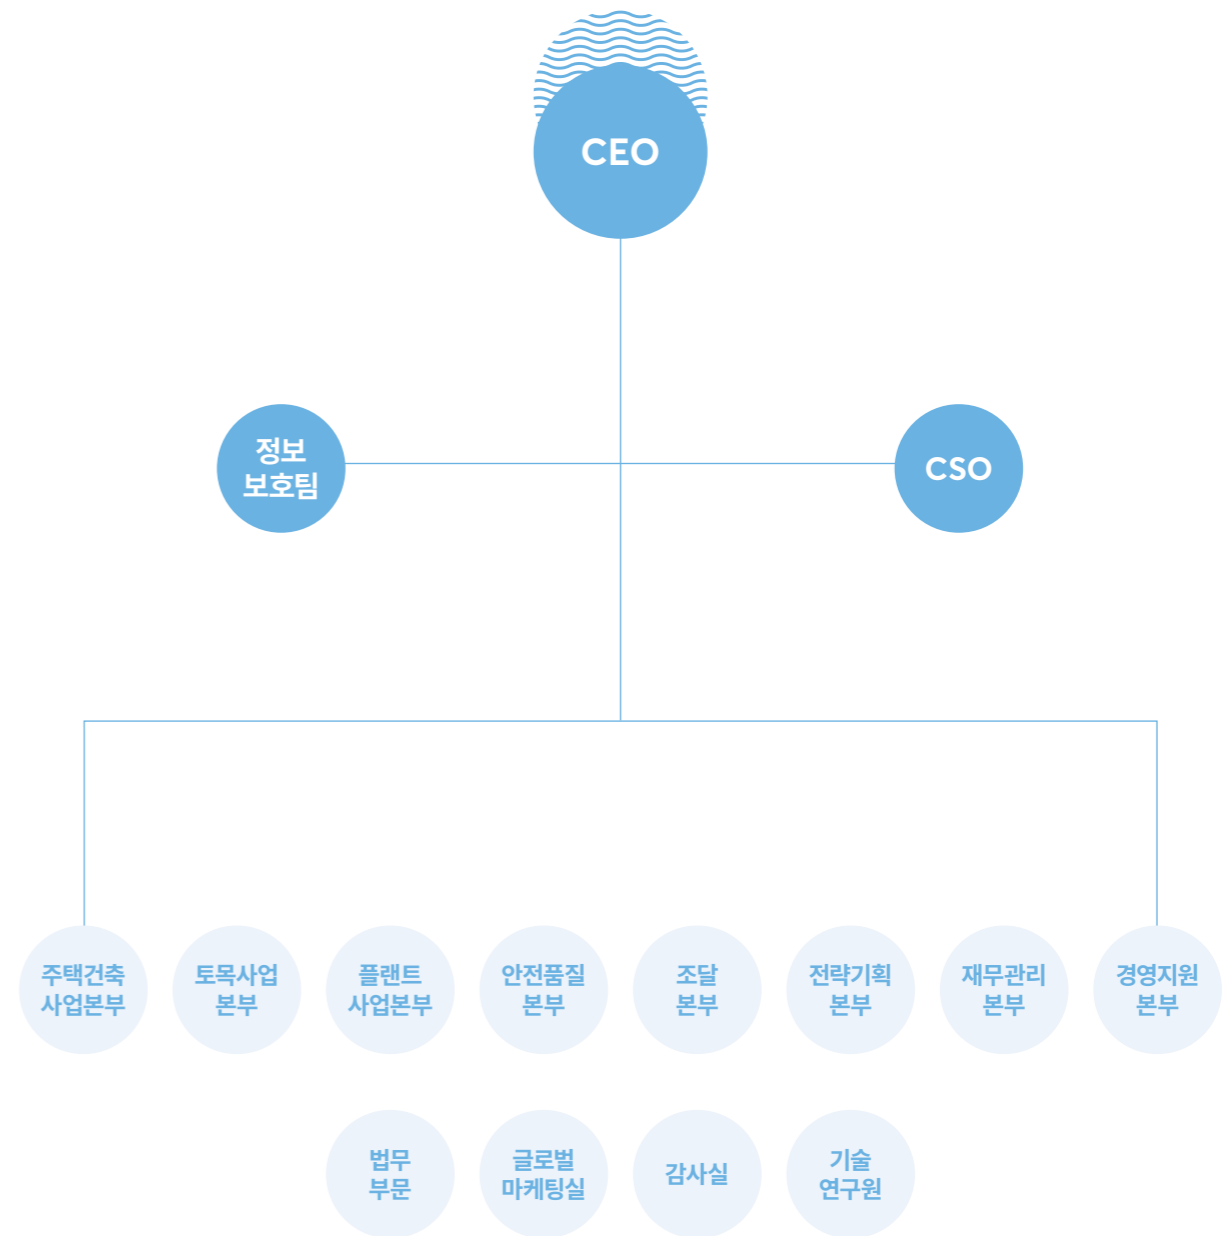 CEO
정보
보호팀
CSO
주택건축
사업본부
토목사업
본부
플랜트
사업본부
안전품질
본부
조달
본부
전략기획
본부
재무관리
본부
경영지원
본부
법무
부문
글로벌
마케팅실
감사실
기술
연구원